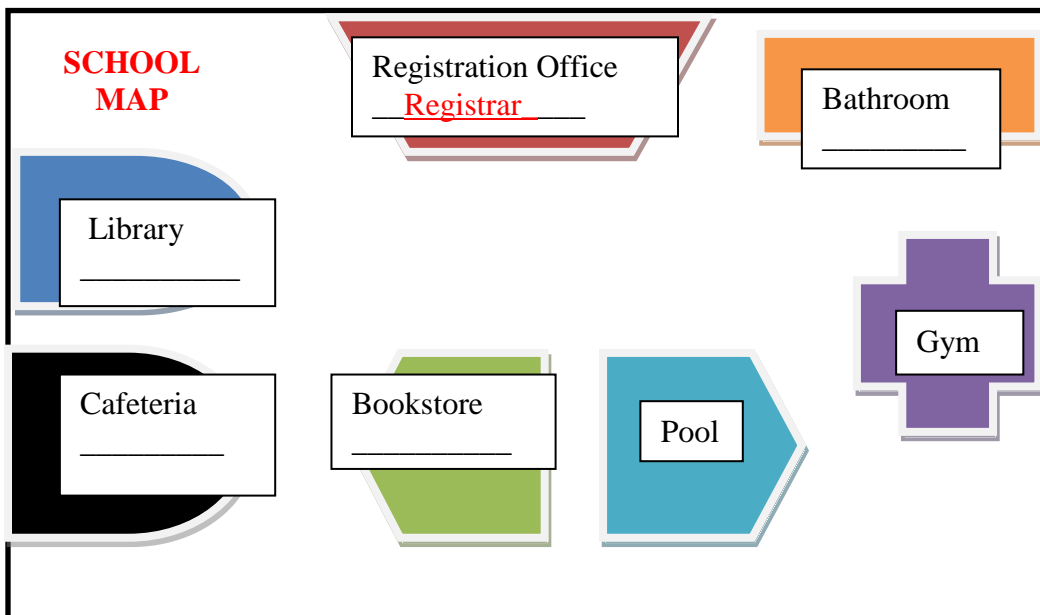 SCHOOL
MAP
Registration Office
__Registrar____
Bathroom
_________
Library
__________
Gym
Cafeteria
_________
Bookstore
__________
Pool